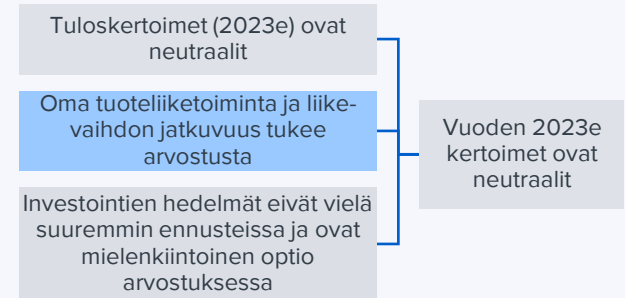 Tuloskertoimet (2023e) ovat
neutraalit
Oma tuoteliiketoiminta ja liike-
vaihdon jatkuvuus tukee
arvostusta
Investointien hedelmät eivät vielä
suuremmin ennusteissa ja ovat
mielenkiintoinen optio
arvostuksessa
Vuoden 2023e
kertoimet ovat
neutraalit